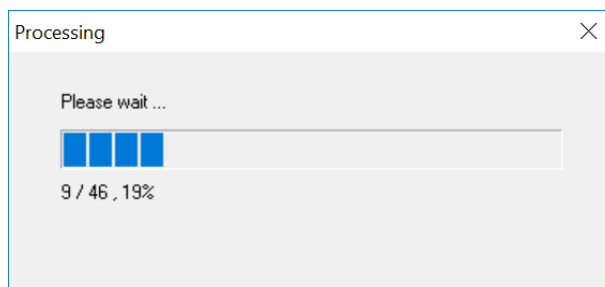 Processing
Please wait ...
9 / 46 , 19%